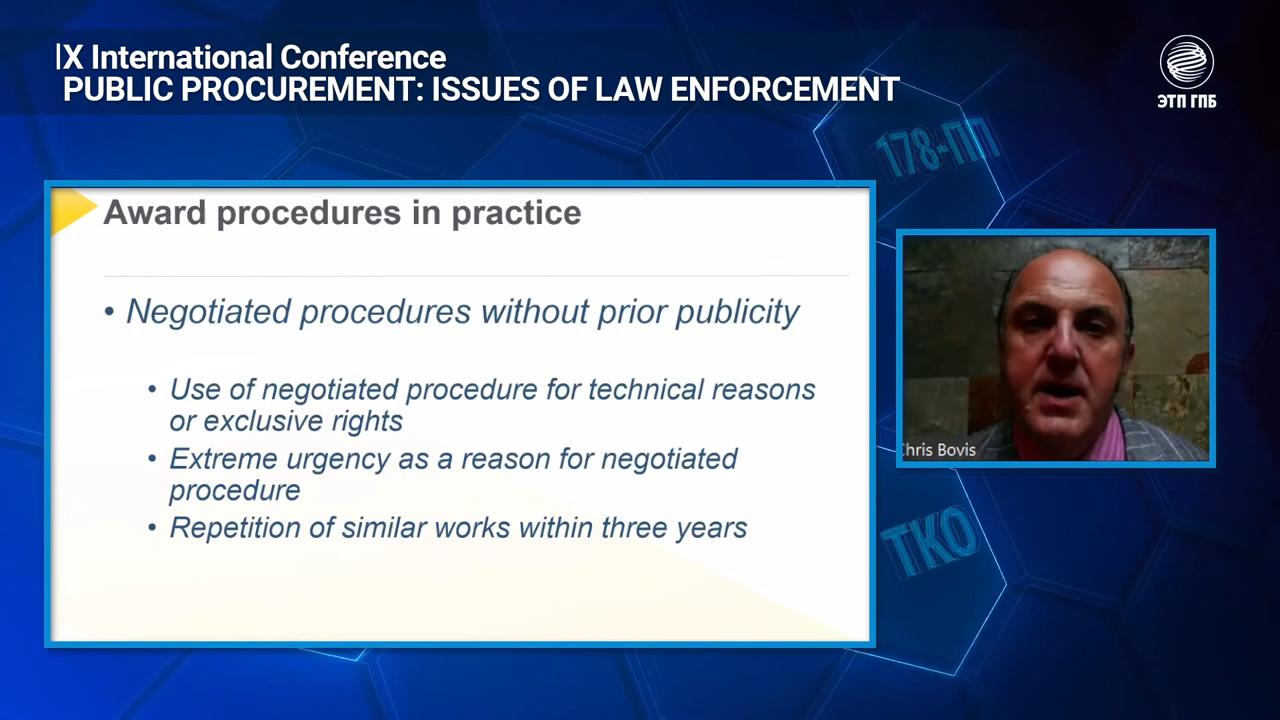 IX International Conference
PUBLIC PROCUREMENT: ISSUES OF LAW ENFORCEMENT
ЭТП ГПБ
178-ПП
Award procedures in practice
• Negotiated procedures without prior publicity
• Use of negotiated procedure for technical reasons
or exclusive rights
• Extreme urgency as a reason for negotiated
procedure
• Repetition of similar works within three years
Chris Bovis
ТКО